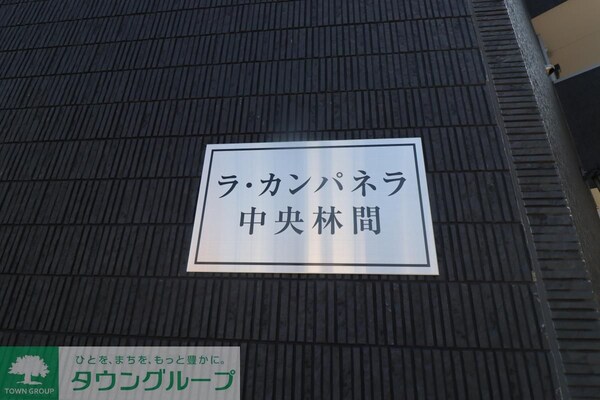 ラ・カンパネラ
中央林間
ひとを、まちを、もっと豊かに。
タウングループ
TOWN GROUP